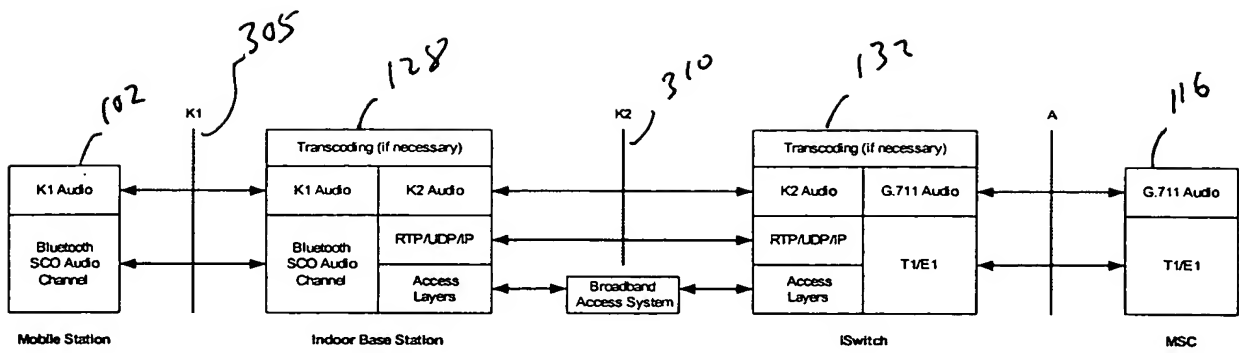 305
128
310
132
116
102
K1
K2
A
Transcoding (if necessary)
Transcoding (if necessary)
K1 Audio
K1 Audio
K2 Audio
K2 Audio
G.711 Audio
G.711 Audio
Bluetooth
SCO Audio
Channel
Bluetooth
SCO Audio
Channel
RTP/UDP/IP
Access
Layers
Broadband
Access System
RTP/UDP/IP
Access
Layers
T1/E1
T1/E1
Mobile Station
Indoor Base Station
ISwitch
MSC